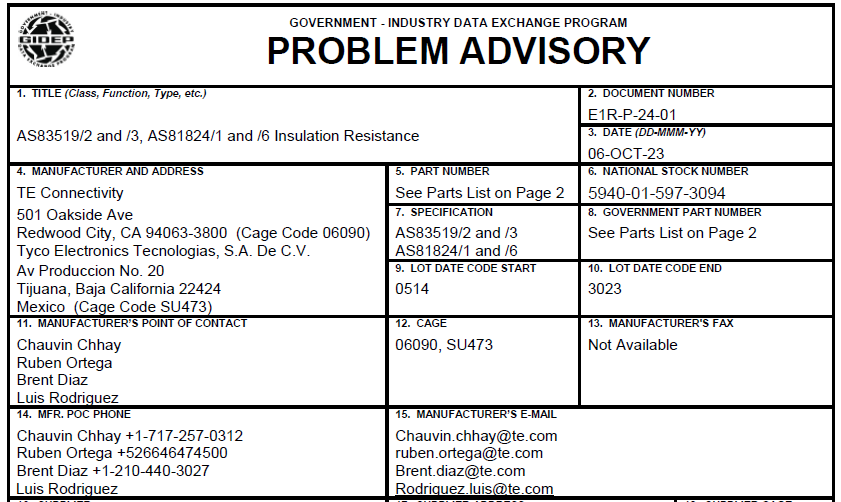 GOVERNMENT - INDUSTRY DATA EXCHANGE PROGRAM
GIDEP
PROBLEM ADVISORY
1. TITLE (Class, Function, Type, etc.)
AS83519/2 and /3, AS81824/1 and /6 Insulation Resistance
2. DOCUMENT NUMBER
E1R-P-24-01
3. DATE (DD-MMM-YY)
06-OCT-23
4. MANUFACTURER AND ADDRESS
TE Connectivity
501 Oakside Ave
Redwood City, CA 94063-3800 (Cage Code 06090)
Tyco Electronics Tecnologias, S.A. De C.V.
Av Produccion No. 20
Tijuana, Baja California 22424
Mexico (Cage Code SU473)
5. PART NUMBER
See Parts List on Page 2
6. NATIONAL STOCK NUMBER
5940-01-597-3094
7. SPECIFICATION
AS83519/2 and /3
AS81824/1 and /6
8. GOVERNMENT PART NUMBER
See Parts List on Page 2
9. LOT DATE CODE START
0514
10. LOT DATE CODE END
3023
11. MANUFACTURER'S POINT OF CONTACT
Chauvin Chhay
Ruben Ortega
Brent Diaz
Luis Rodriguez
12. CAGE
06090, SU473
13. MANUFACTURER'S FAX
Not Available
14. MFR. POC PHONE
Chauvin Chhay +1-717-257-0312
Ruben Ortega +526646474500
Brent Diaz +1-210-440-3027
Luis Rodriguez
15. MANUFACTURER'S E-MAIL
Chauvin.chhay@te.com
ruben.ortega@te.com
Brent.diaz@te.com
Rodriguez.luis@te.com